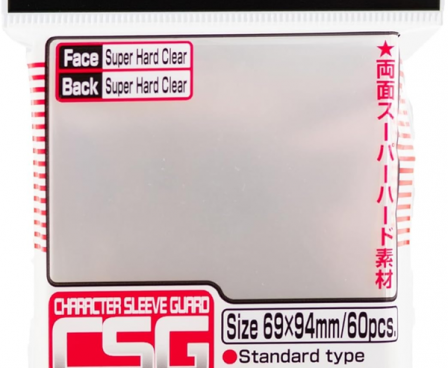 Face Super Hard Clear
Back Super Hard Clear
★両面スーパーハード素材
CHARACTER SLEEVE GUARD
CSG
Size 69×94mm/60pcs.
●Standard type